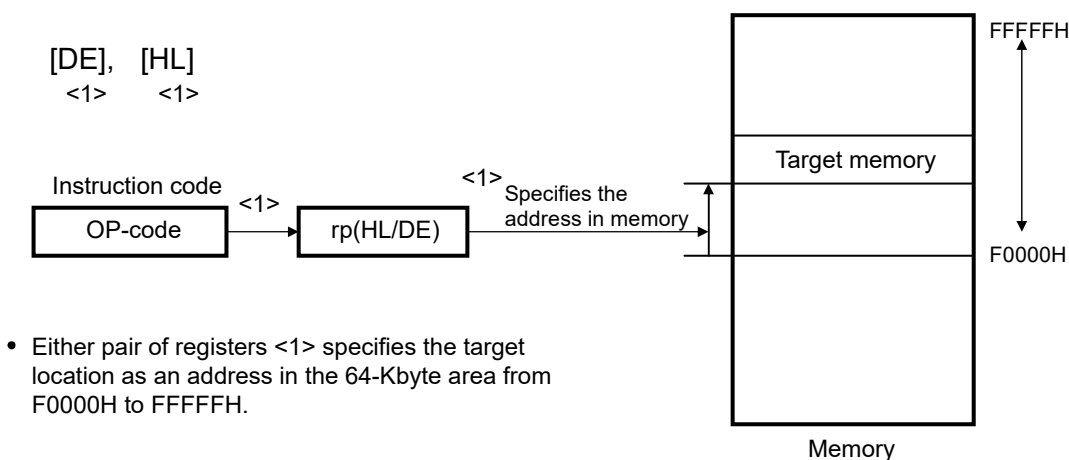 FFFFFH
[DE], [HL]
<1> <1>
Target memory
Instruction code
<1>
<1>
Specifies the
address in memory
OP-code
rp(HL/DE)
F0000H
• Either pair of registers <1> specifies the target
location as an address in the 64-Kbyte area from
F0000H to FFFFFH.
Memory